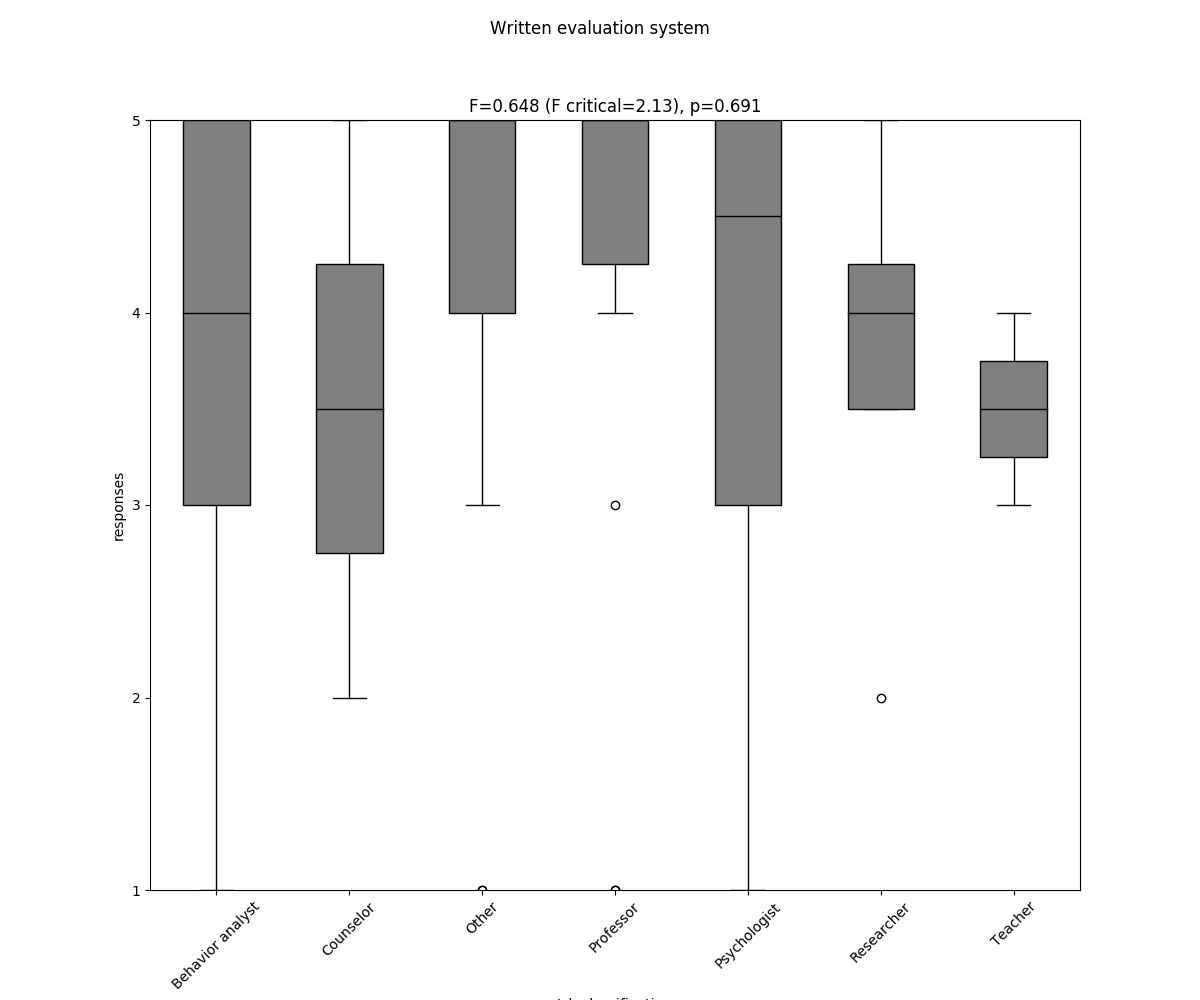 Written evaluation system
F=0.648 (F critical=2.13), p=0.691
5
4
3
2
1
responses
Behavior analyst
Counselor
Other
Professor
Psychologist
Researcher
Teacher